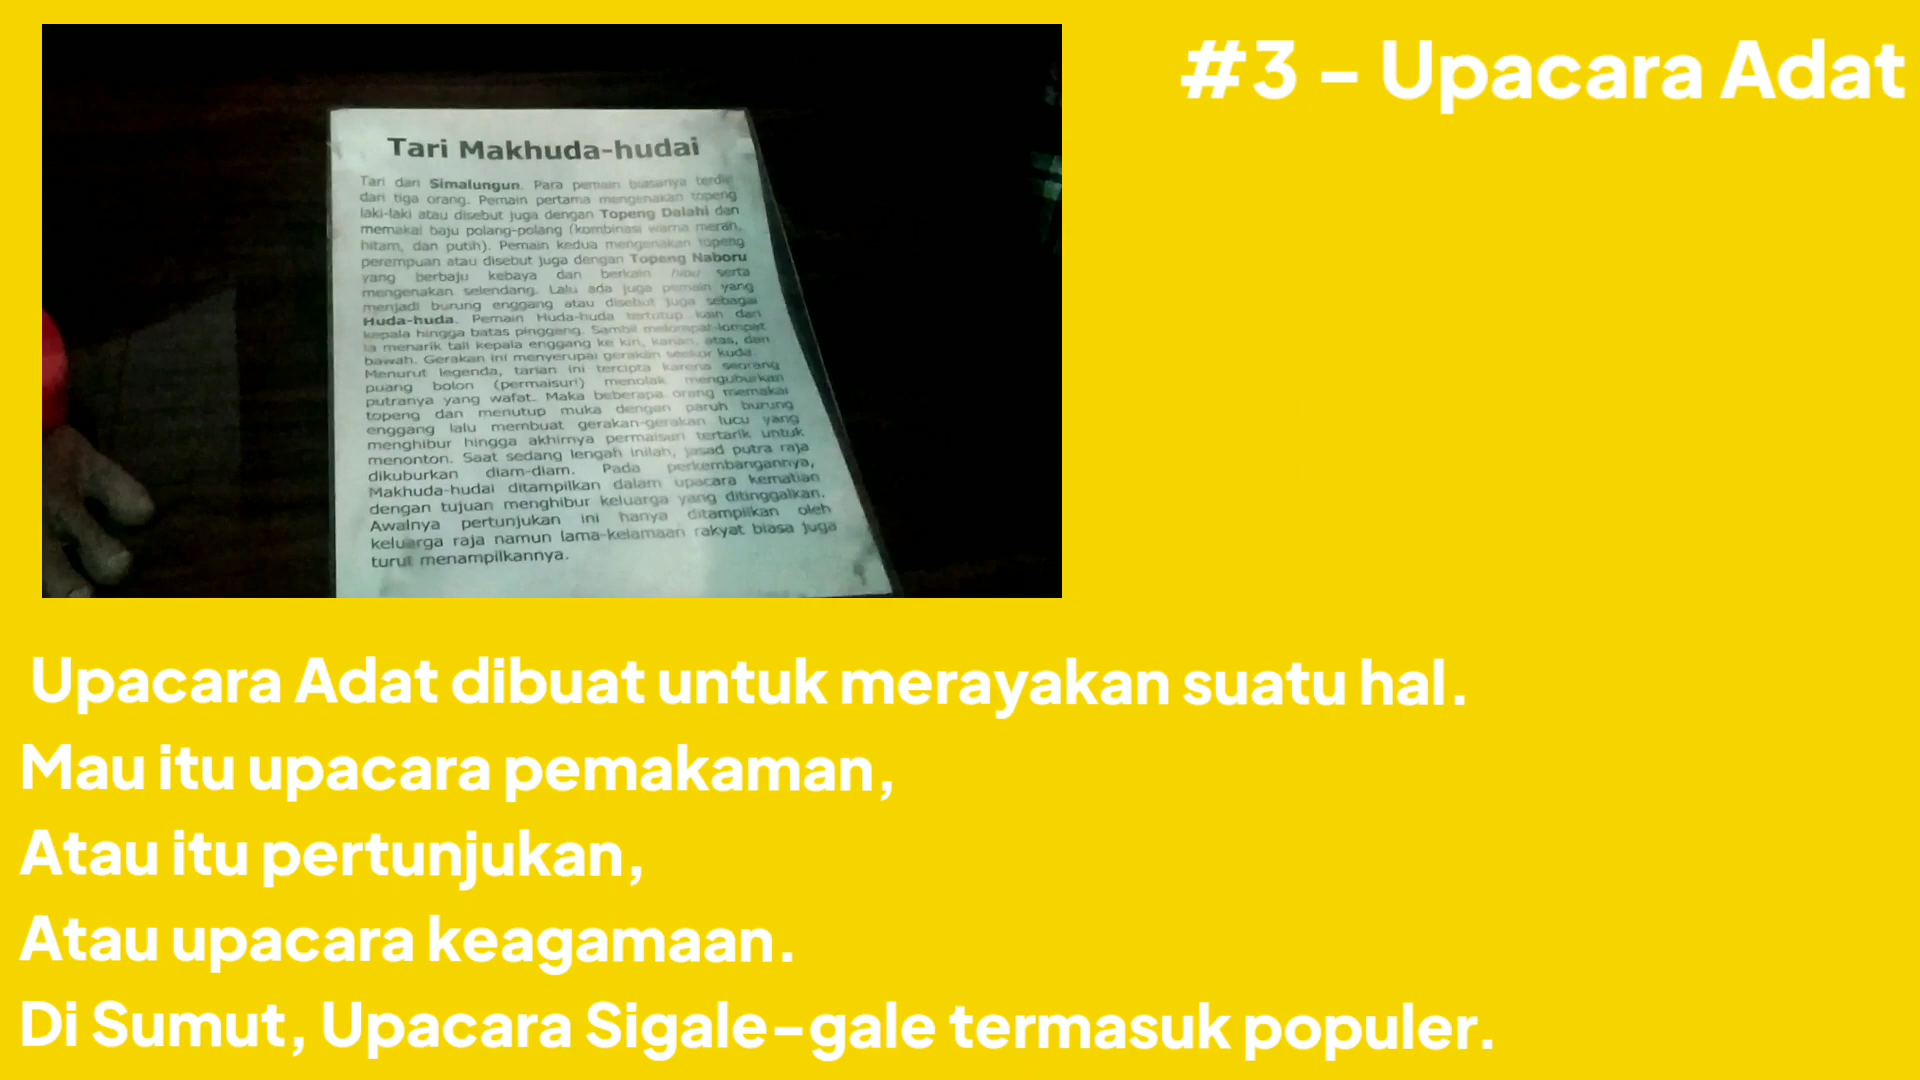 #3 - Upacara Adat
Tari Makhuda-hudai
Tari dari Simalungun. Para pemain biasanya terdiri
dari tiga orang. Pemain pertama mengenakan topeng
laki-laki atau disebut juga dengan Topeng Dalahi dan
memakai baju polang-polang (kombinasi warna merah,
hitam, dan putih). Pemain kedua mengenakan topeng
perempuan atau disebut juga dengan Topeng Naboru
yang berbaju kebaya dan berkain hiou serta
mengenakan selendang. Lalu ada juga pemain yang
menjadi burung enggang atau disebut juga sebagai
Huda-huda. Pemain Huda-huda tertutup kain dari
kepala hingga batas pinggang. Sambil melompat-lompat
ia menarik tali kepala enggang ke kiri, kanan, atas, dan
bawah. Gerakan ini menyerupai gerakan seekor kuda.
Menurut legenda, tarian ini tercipta karena seorang
puang bolon (permaisuri) menolak menguburkan
putranya yang wafat. Maka beberapa orang memakai
topeng dan menutup muka dengan paruh burung
enggang lalu membuat gerakan-gerakan lucu yang
menghibur hingga akhirnya permaisuri tertarik untuk
menonton. Saat sedang lengah inilah, jasad putra raja
dikuburkan diam-diam. Pada perkembangannya,
Makhuda-hudai ditampilkan dalam upacara kematian
dengan tujuan menghibur keluarga yang ditinggalkan.
Awalnya pertunjukan ini hanya ditampilkan oleh
keluarga raja namun lama-kelamaan rakyat biasa juga
turut menampilkannya.
Upacara Adat dibuat untuk merayakan suatu hal.
Mau itu upacara pemakaman,
Atau itu pertunjukan,
Atau upacara keagamaan.
Di Sumut, Upacara Sigale-gale termasuk populer.